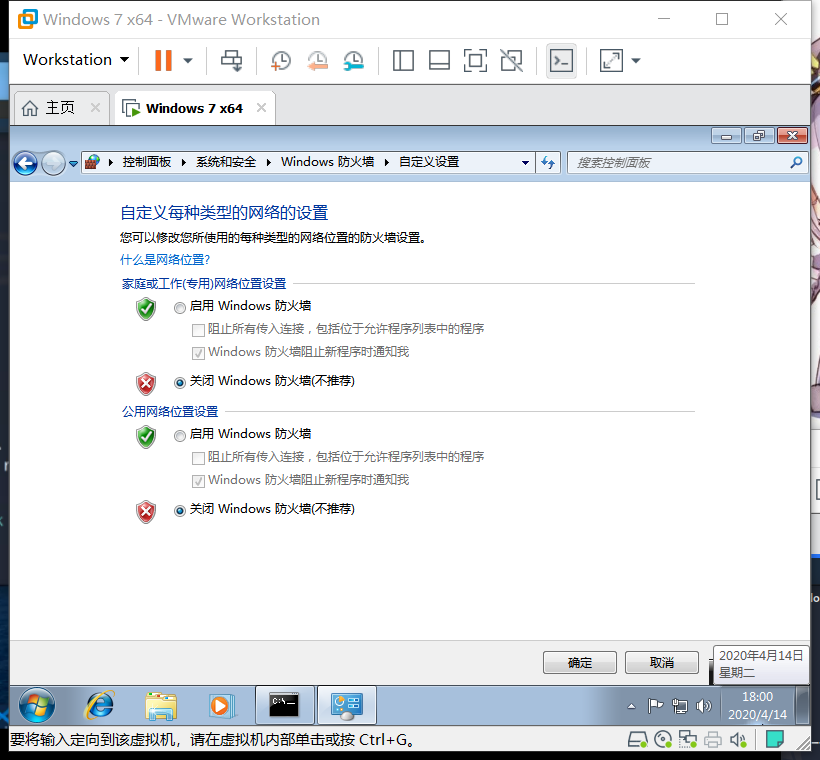 Windows 7 x64 - VMware Workstation
Workstation
主页
Windows 7 x64
控制面板 系统和安全 Windows 防火墙 自定义设置
搜索控制面板
自定义每种类型的网络的设置
您可以修改您所使用的每种类型的网络位置的防火墙设置。
什么是网络位置?
家庭或工作(专用)网络位置设置
启用 Windows 防火墙
阻止所有传入连接，包括位于允许程序列表中的程序
Windows 防火墙阻止新程序时通知我
关闭 Windows 防火墙(不推荐)
公用网络位置设置
启用 Windows 防火墙
阻止所有传入连接，包括位于允许程序列表中的程序
Windows 防火墙阻止新程序时通知我
关闭 Windows 防火墙(不推荐)
确定
取消
2020年4月14日
星期二
C:\-
18:00
2020/4/14
要将输入定向到该虚拟机，请在虚拟机内部单击或按 Ctrl+G。